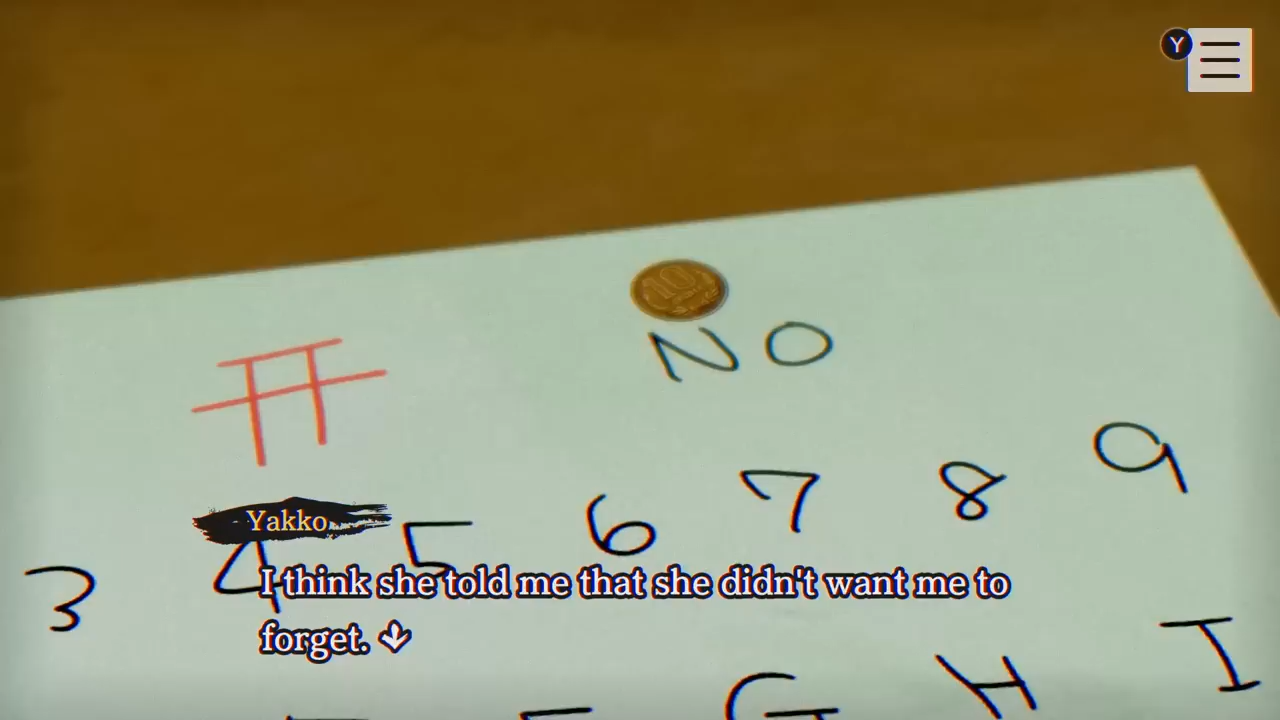 Y
10
NO
3 4 5 6 7 8 9
Yakko
I think she told me that she didn't want me to
forget.
G H I